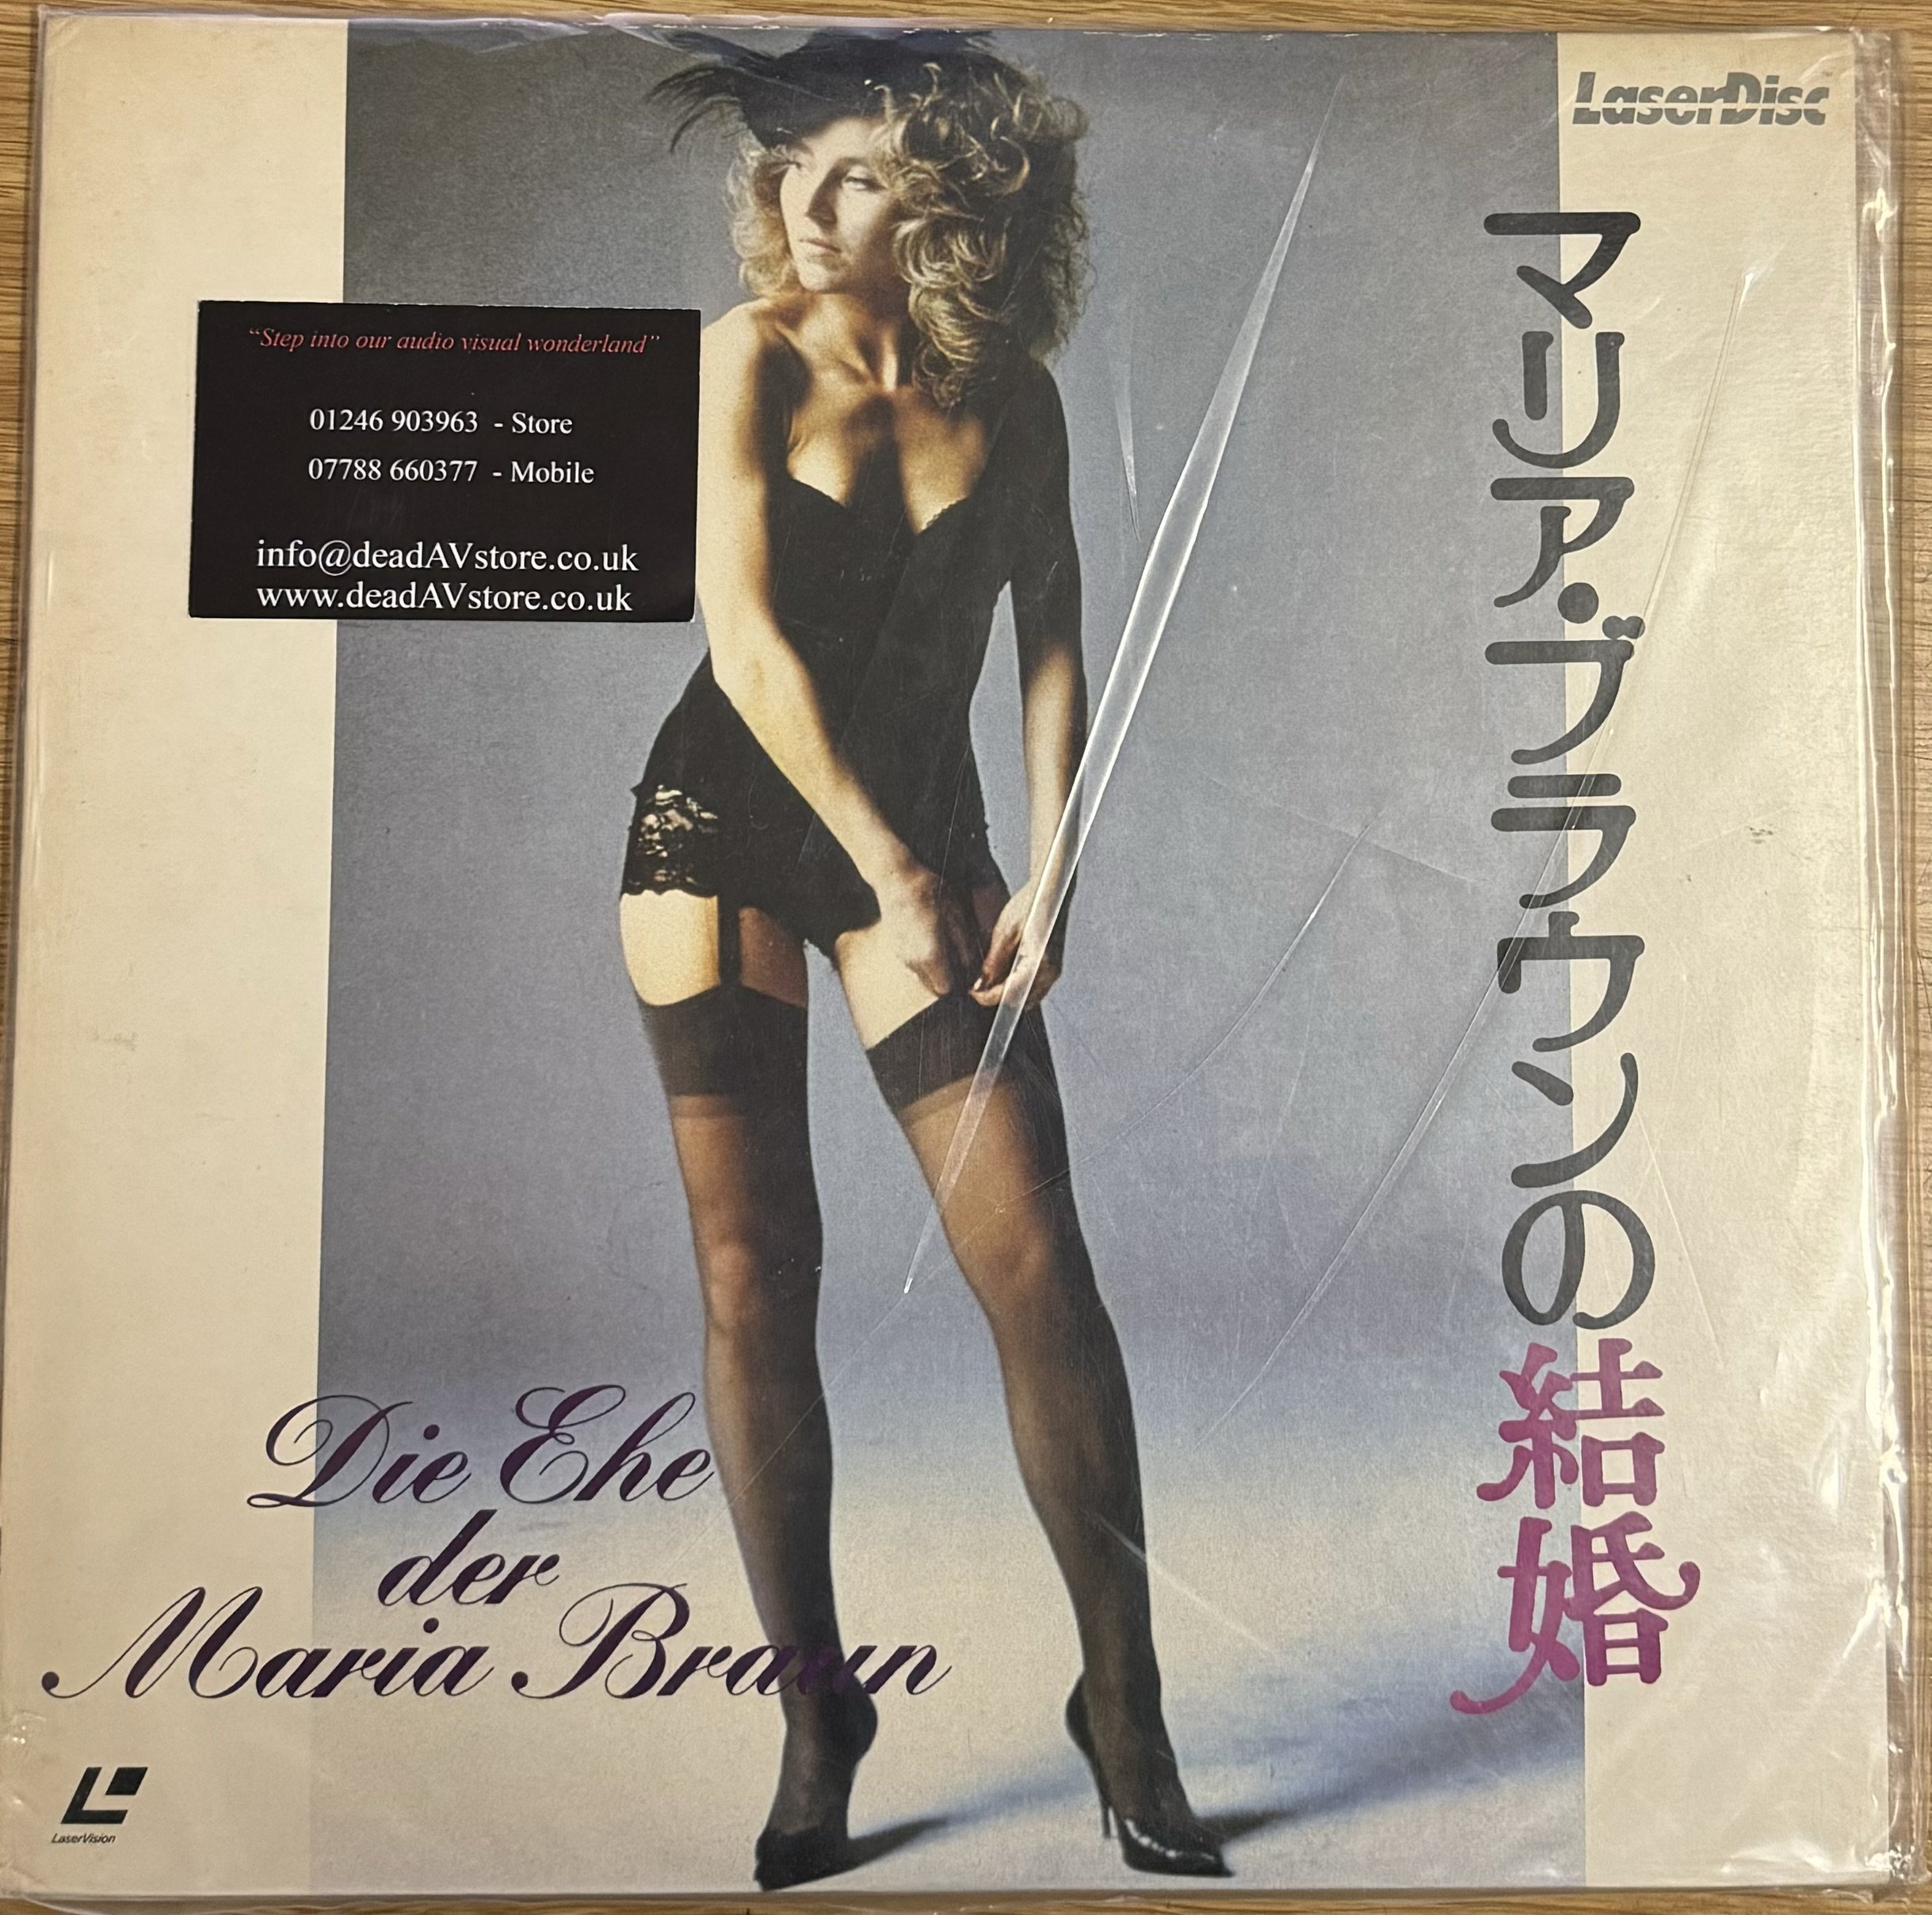 LaserDisc
マリア・ブラウンの結婚
“Step into our audio visual wonderland”
01246 903963 - Store
07788 660377 - Mobile
info@deadAVstore.co.uk
www.deadAVstore.co.uk
Die Ehe
der
Maria Braun
LaserVision